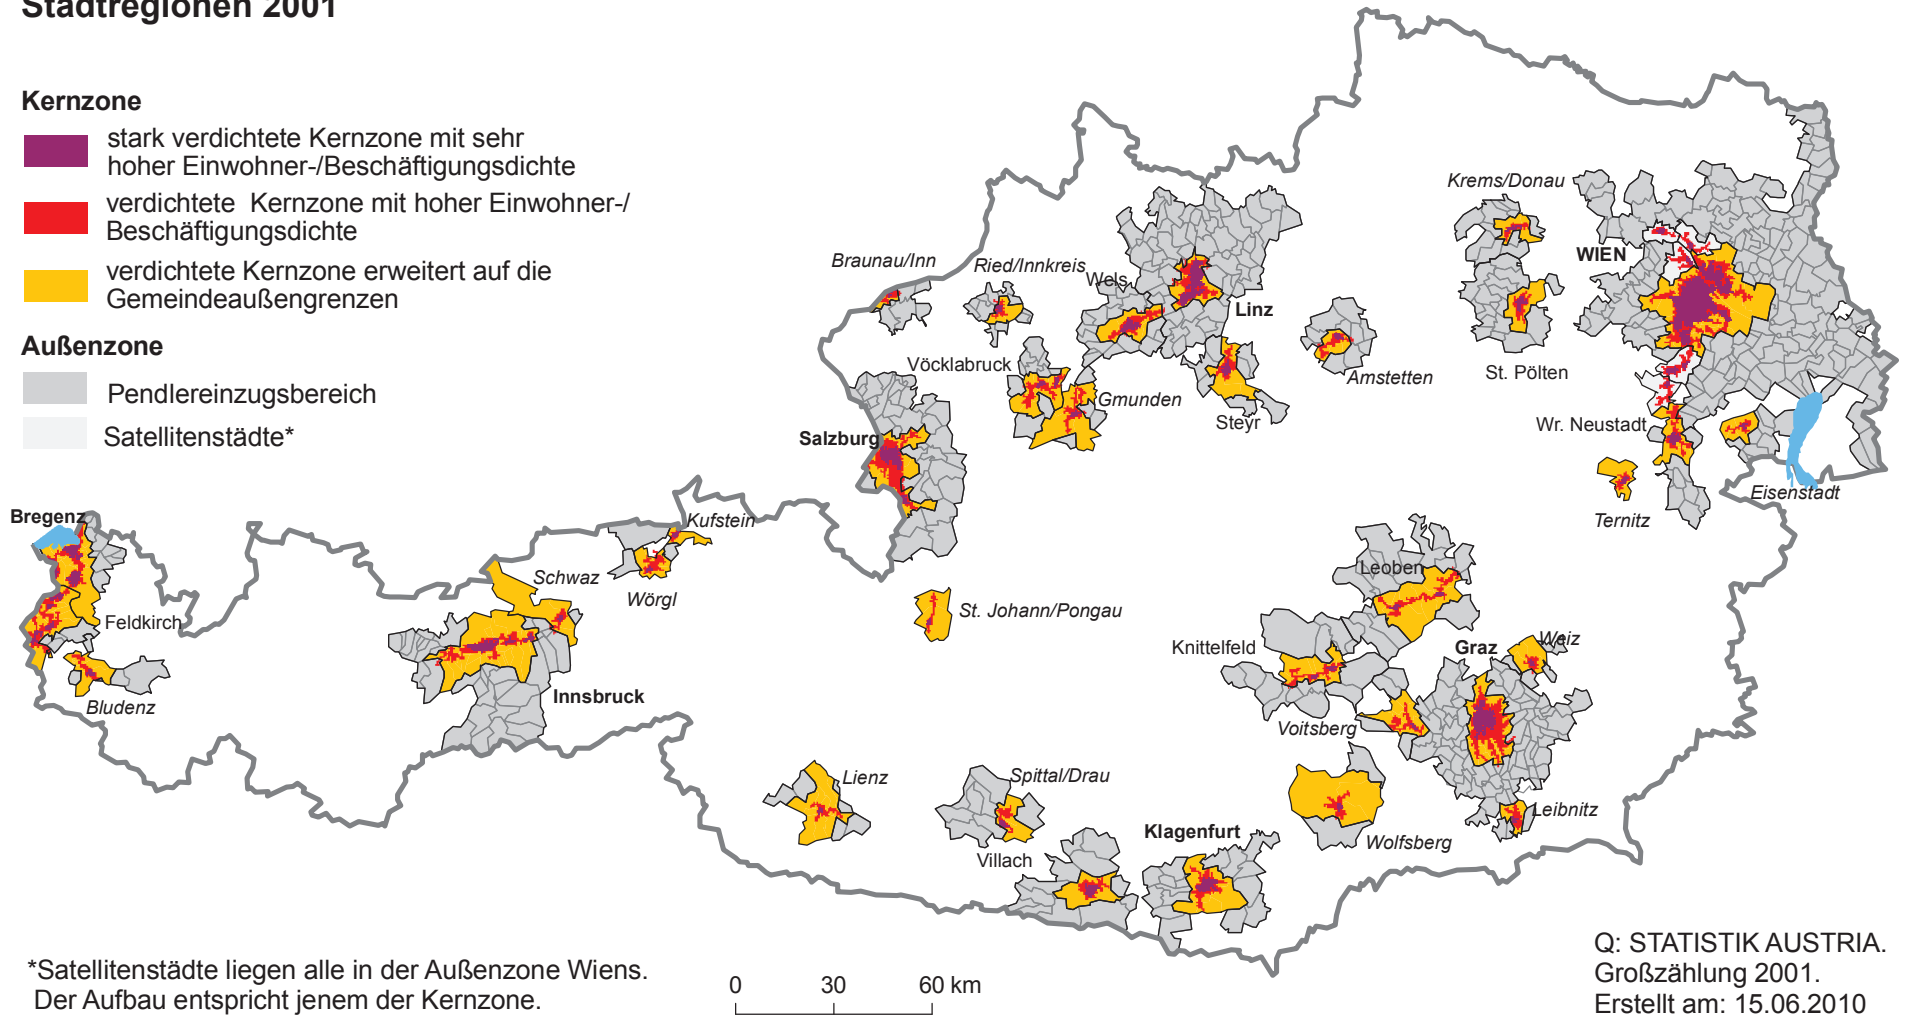 Stadtregionen 2001
Kernzone
stark verdichtete Kernzone mit sehr
hoher Einwohner-/Beschäftigungsdichte
verdichtete Kernzone mit hoher Einwohner-/
Beschäftigungsdichte
verdichtete Kernzone erweitert auf die
Gemeindeaußengrenzen
Außenzone
Pendlereinzugsbereich
Satellitenstädte*
Krems/Donau
WIEN
Braunau/Inn
Ried/Innkreis
Wels
Linz
Vöcklabruck
Amstetten
St. Pölten
Gmunden
Steyr
Wr. Neustadt
Salzburg
Eisenstadt
Ternitz
Bregenz
Kufstein
Schwaz
Wörgl
Leoben
St. Johann/Pongau
Feldkirch
Knittelfeld
Graz
Weiz
Innsbruck
Bludenz
Voitsberg
Lienz
Spittal/Drau
Leibnitz
Klagenfurt
Wolfsberg
Villach
*Satellitenstädte liegen alle in der Außenzone Wiens.
Der Aufbau entspricht jenem der Kernzone.
0 30 60 km
Q: STATISTIK AUSTRIA.
Großzählung 2001.
Erstellt am: 15.06.2010